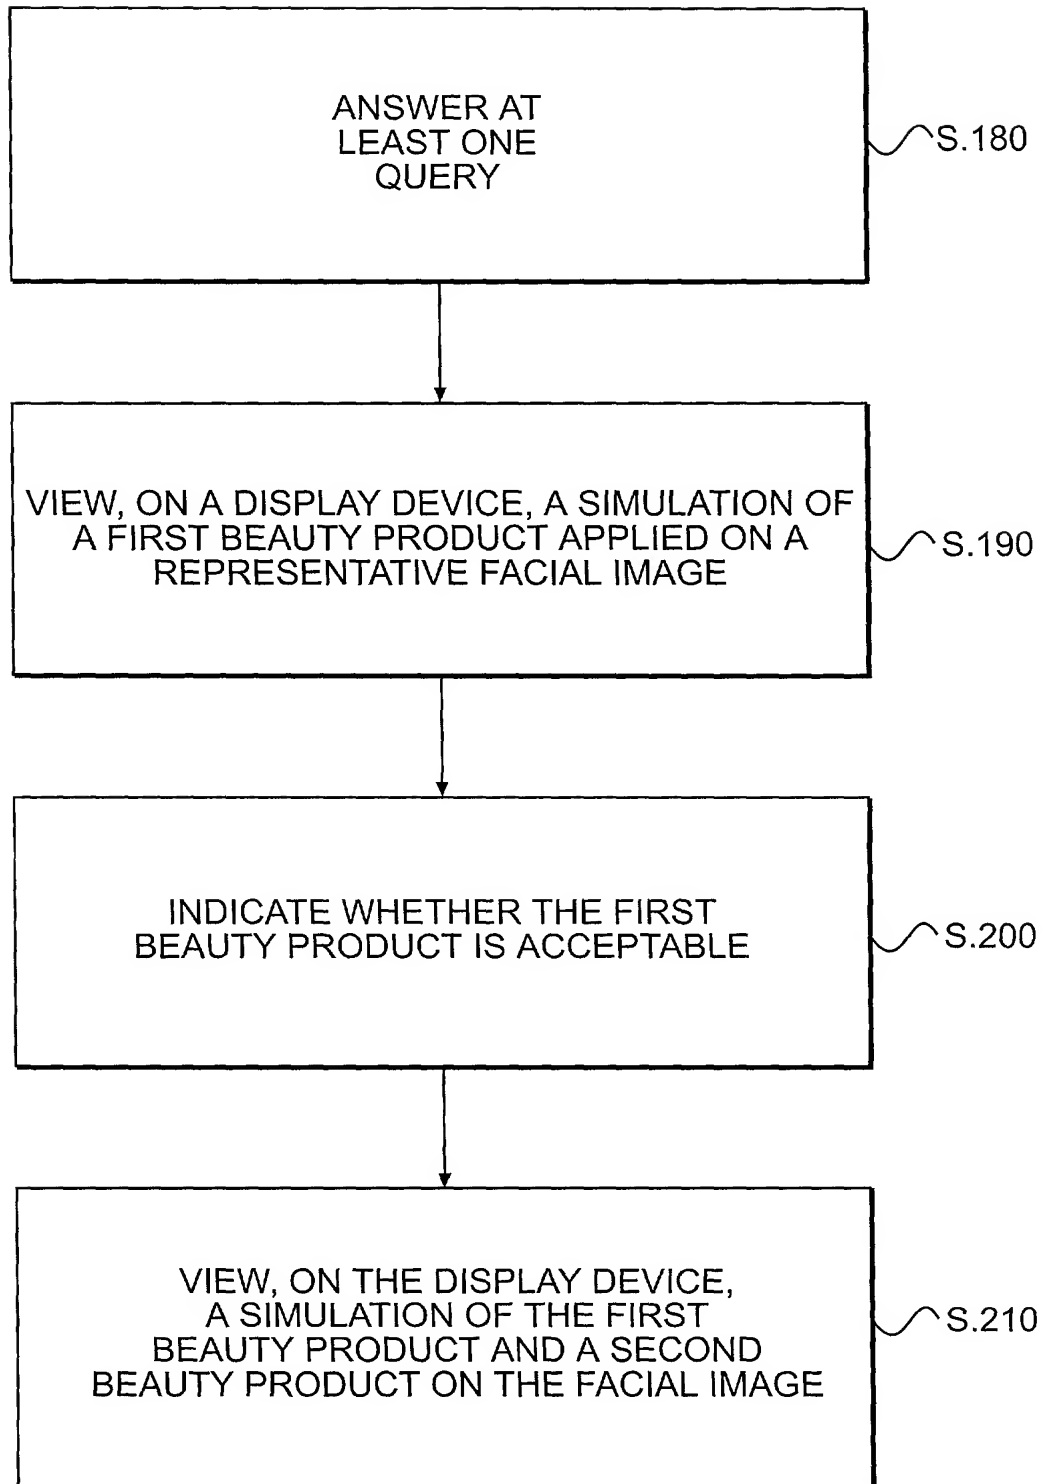 ANSWER AT
LEAST ONE
QUERY
S.180
VIEW, ON A DISPLAY DEVICE, A SIMULATION OF
A FIRST BEAUTY PRODUCT APPLIED ON A
REPRESENTATIVE FACIAL IMAGE
S.190
INDICATE WHETHER THE FIRST
BEAUTY PRODUCT IS ACCEPTABLE
S.200
VIEW, ON THE DISPLAY DEVICE,
A SIMULATION OF THE FIRST
BEAUTY PRODUCT AND A SECOND
BEAUTY PRODUCT ON THE FACIAL IMAGE
S.210